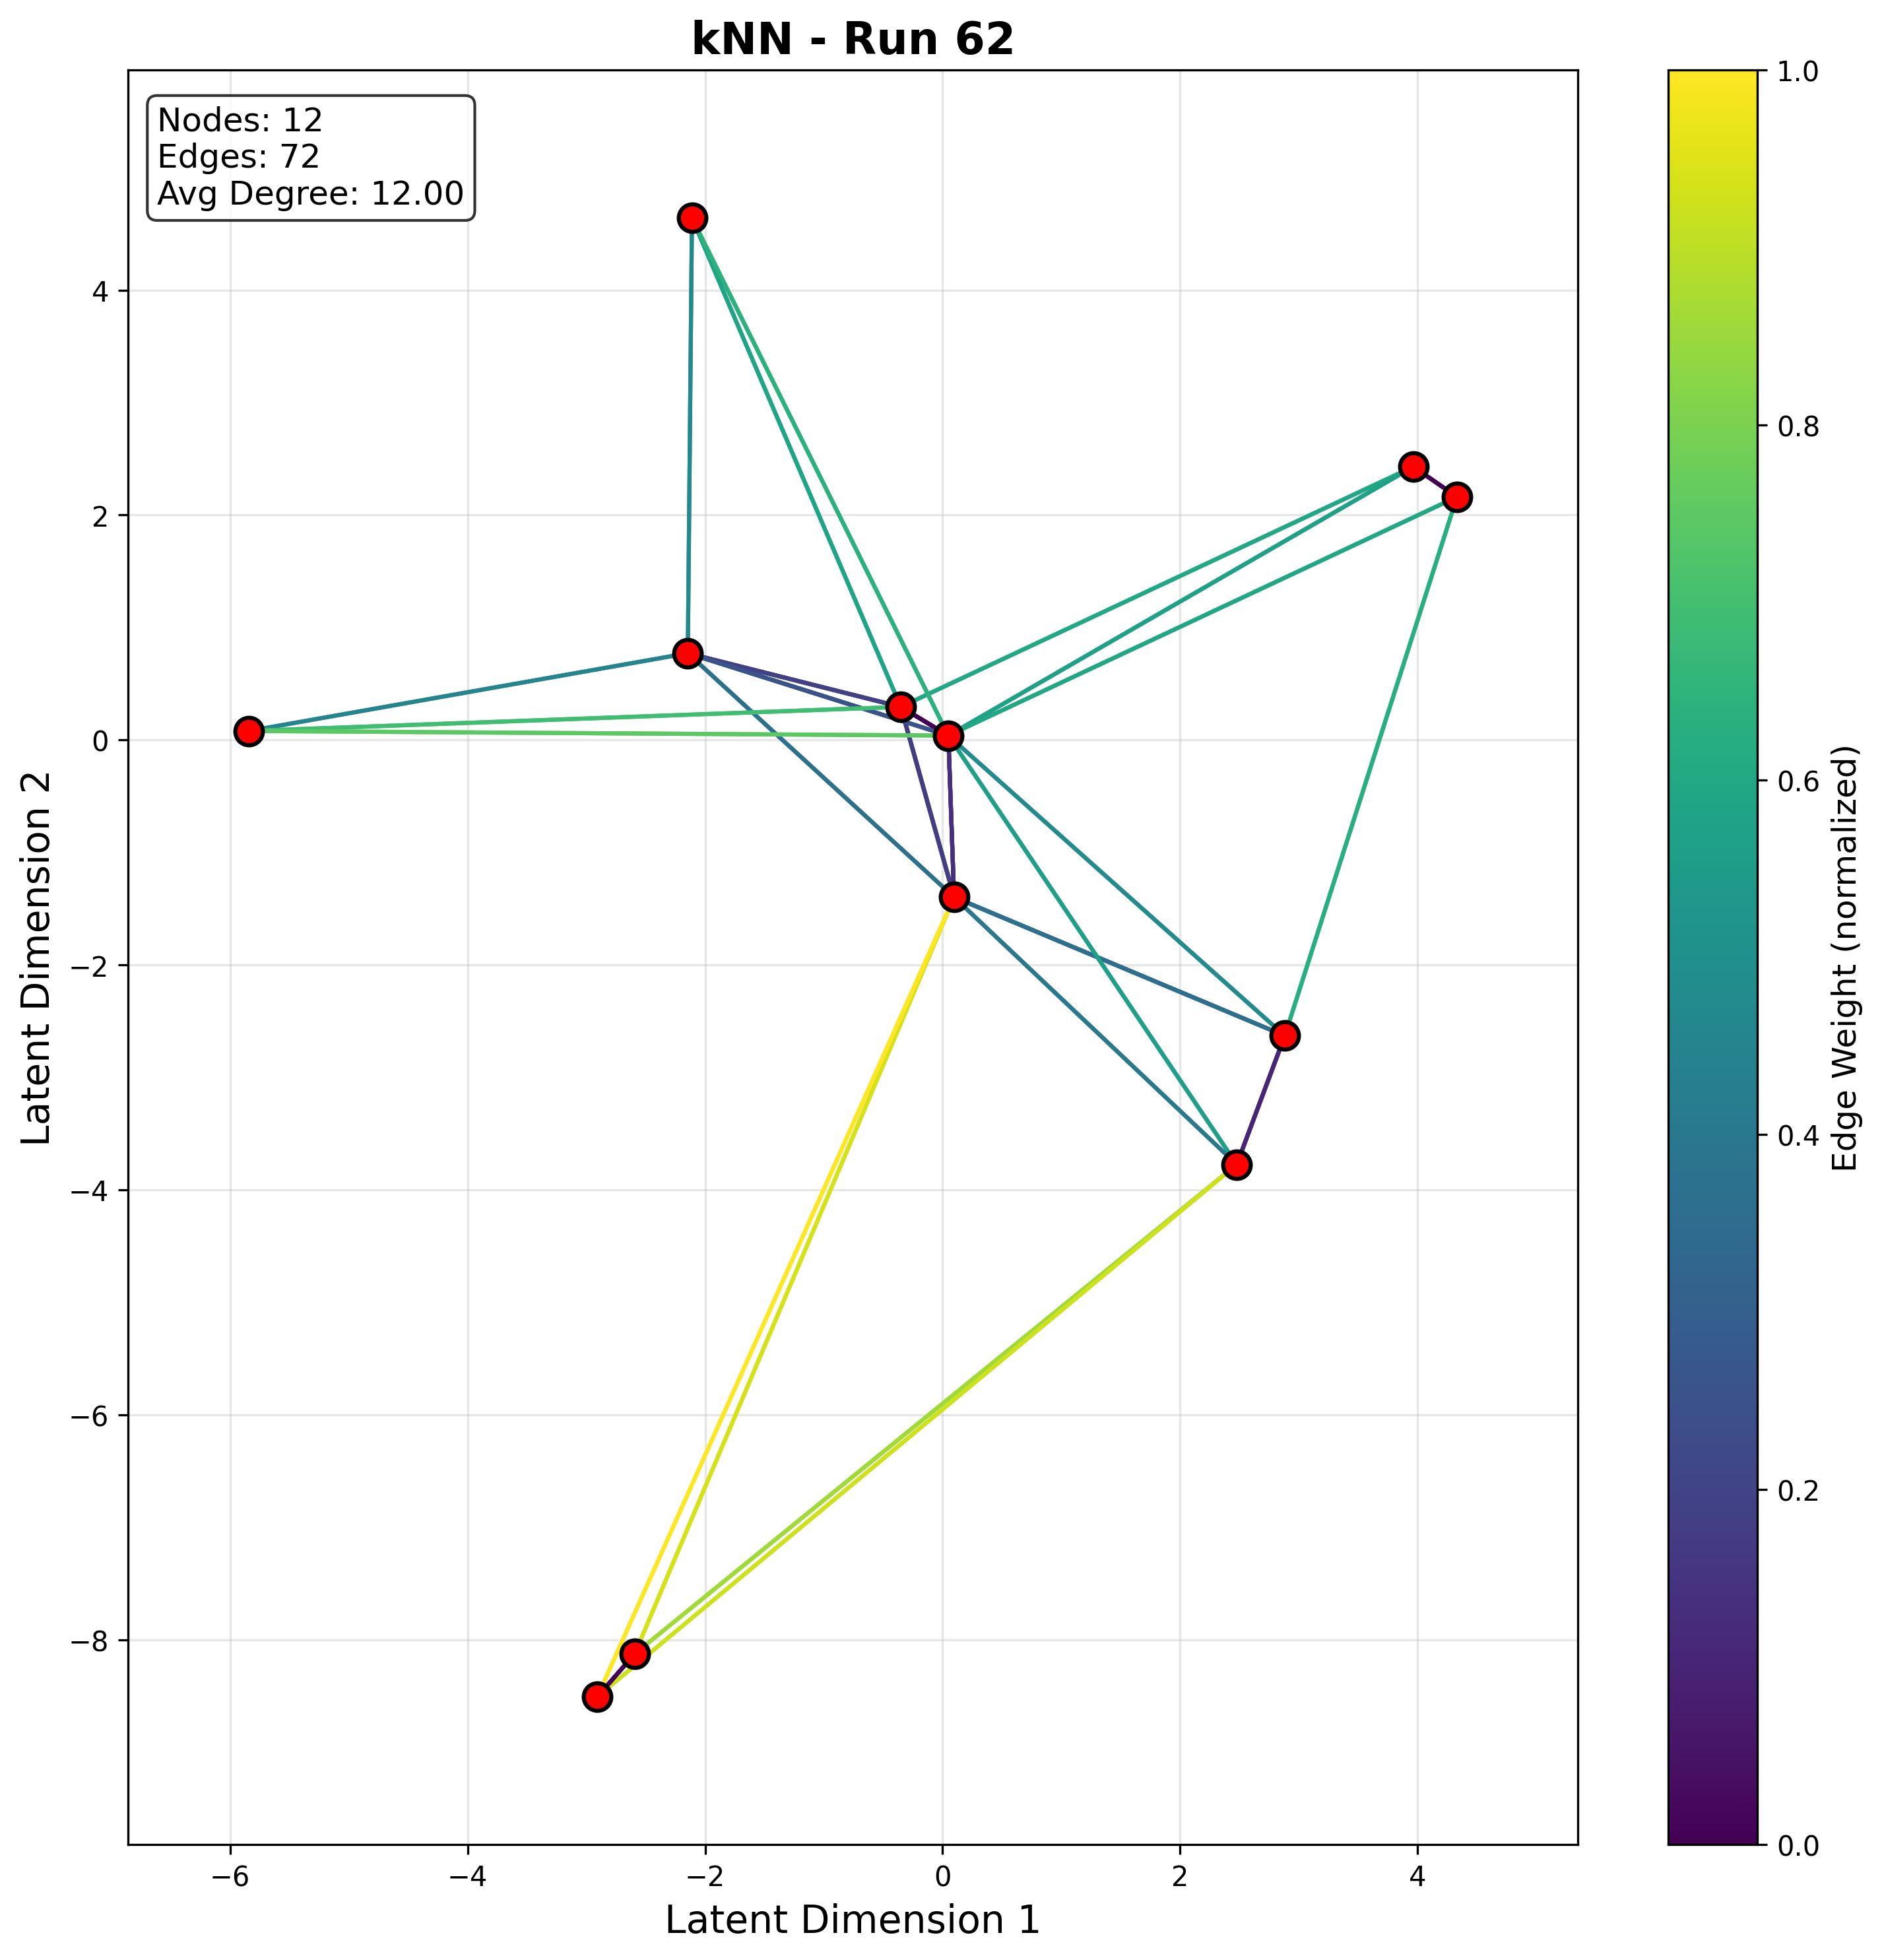 kNN - Run 62
Nodes: 12
Edges: 72
Avg Degree: 12.00
4
2
0
−2
−4
−6
−8
Latent Dimension 2
−6
−4
−2
0
2
4
Latent Dimension 1
1.0
0.8
0.6
0.4
0.2
0.0
Edge Weight (normalized)